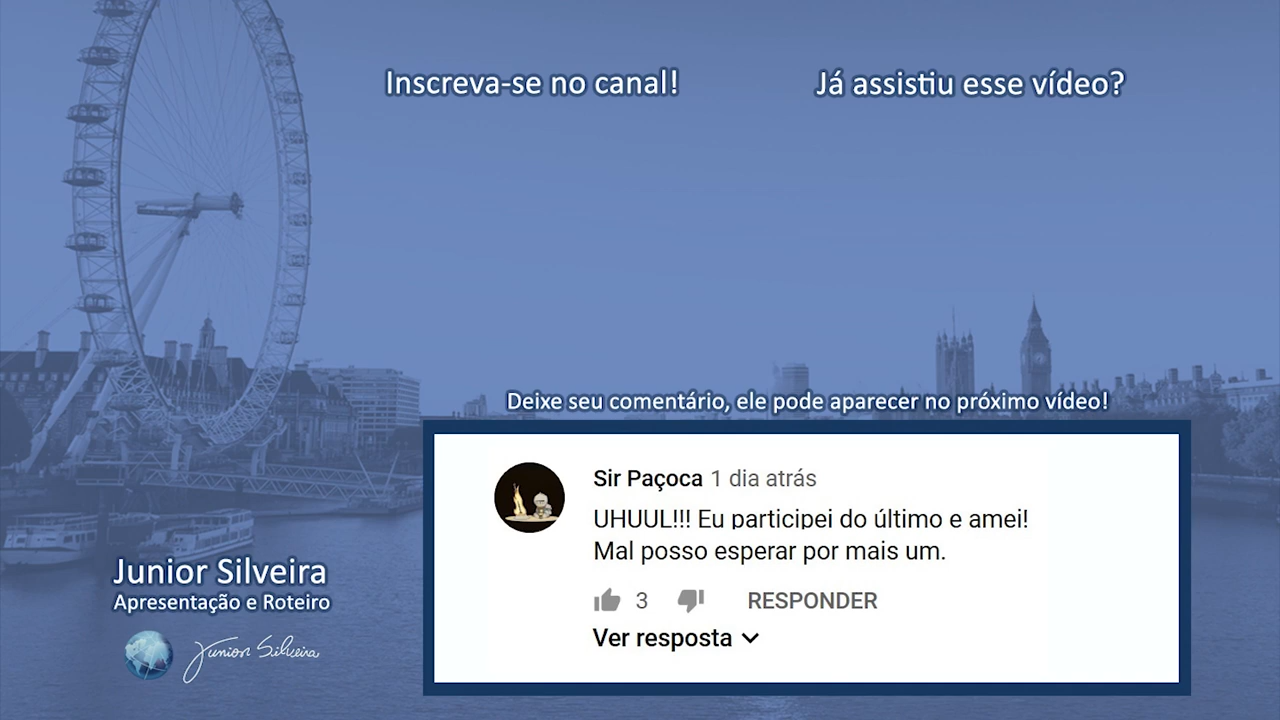 Inscreva-se no canal!
Já assistiu esse vídeo?
Deixe seu comentário, ele pode aparecer no próximo vídeo!
Sir Paçoca 1 dia atrás
UHUUL!!! Eu participei do último e amei!
Mal posso esperar por mais um.
3 RESPONDER
Ver resposta
Junior Silveira
Apresentação e Roteiro
Junior Silveira